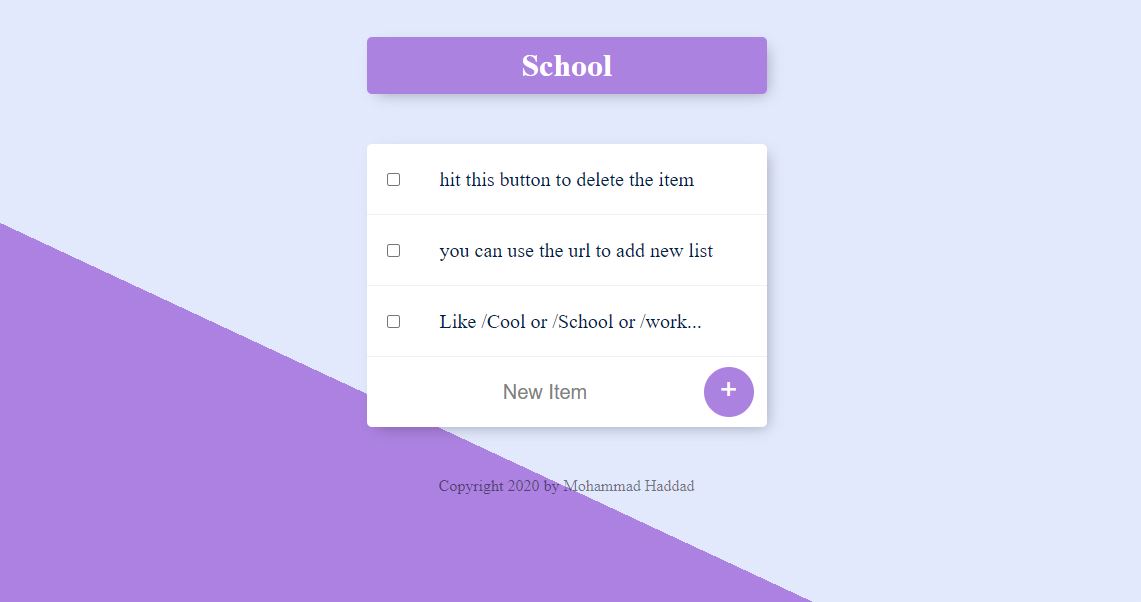 School
hit this button to delete the item
you can use the url to add new list
Like /Cool or /School or /work...
New Item
+
Copyright 2020 by Mohammad Haddad